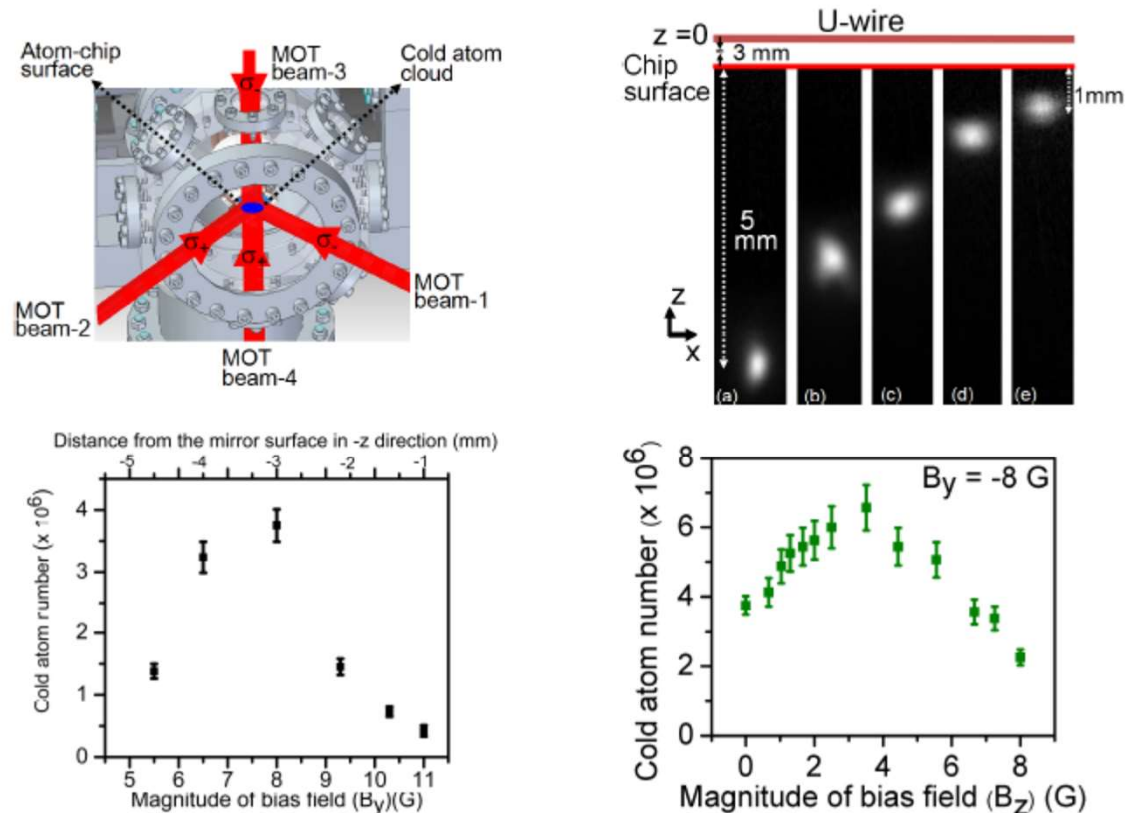 Atom-chip
surface
MOT
beam-3
Cold atom
cloud
σ-
σ+
σ-
σ+
MOT
beam-2
MOT
beam-1
MOT
beam-4
U-wire
z =0
3 mm
Chip
surface
1mm
5
mm
z
x
(a)
(b)
(c)
(d)
(e)
Distance from the mirror surface in -z direction (mm)
-5 -4 -3 -2 -1
Cold atom number (x 10⁶)
4
3
2
1
0
5 6 7 8 9 10 11
Magnitude of bias field (By)(G)
By = -8 G
Cold atom number (x 10⁶)
8
6
4
2
0
0 2 4 6 8
Magnitude of bias field (Bz) (G)